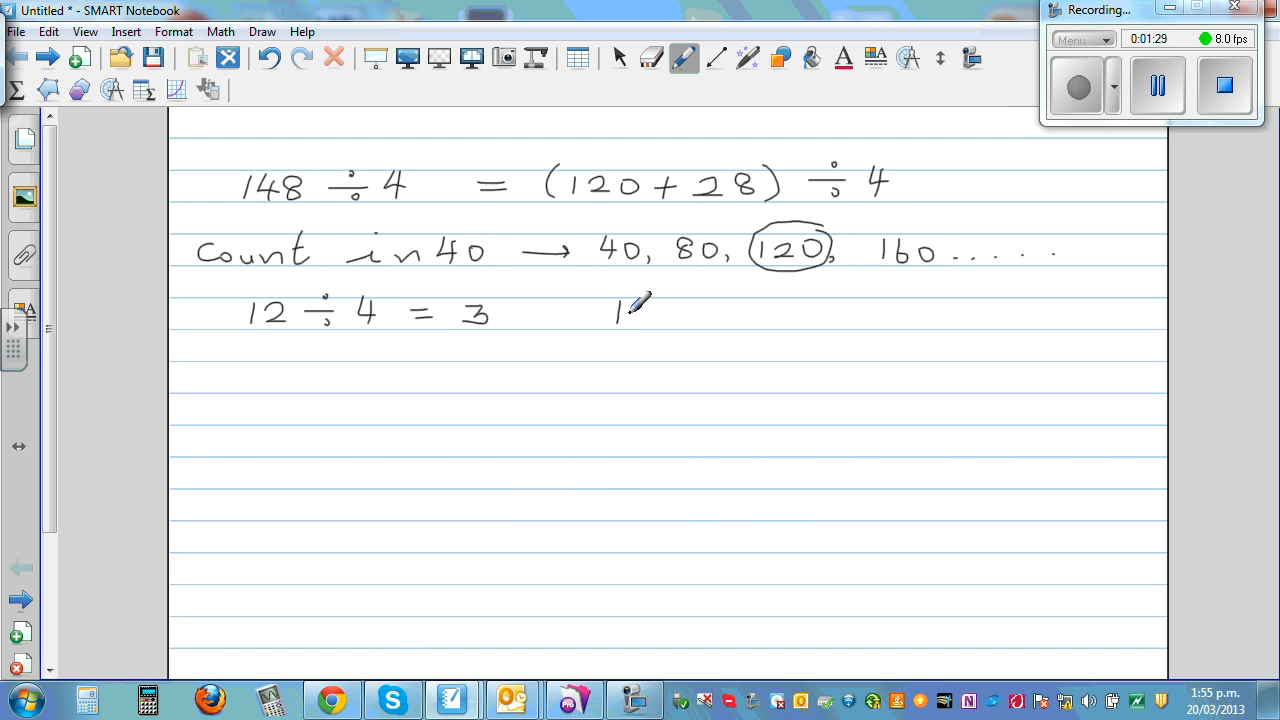 Untitled * - SMART Notebook
File Edit View Insert Format Math Draw Help
Recording...
Menu 0:01:29 8.0 fps
148 ÷ 4 = (120 + 28) ÷ 4
Count in 40 → 40, 80, 120, 160 .....
12 ÷ 4 = 3 1
1:55 p.m.
20/03/2013